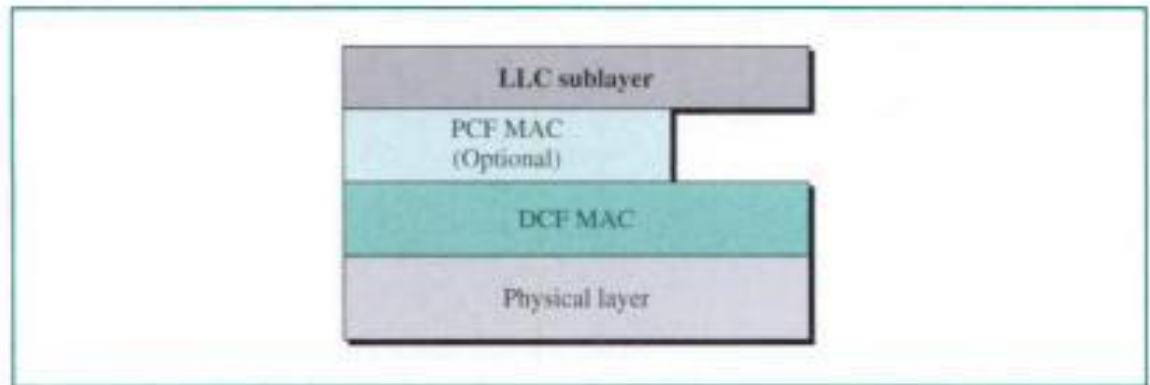 LLC sublayer
PCF MAC
(Optional)
DCF MAC
Physical layer